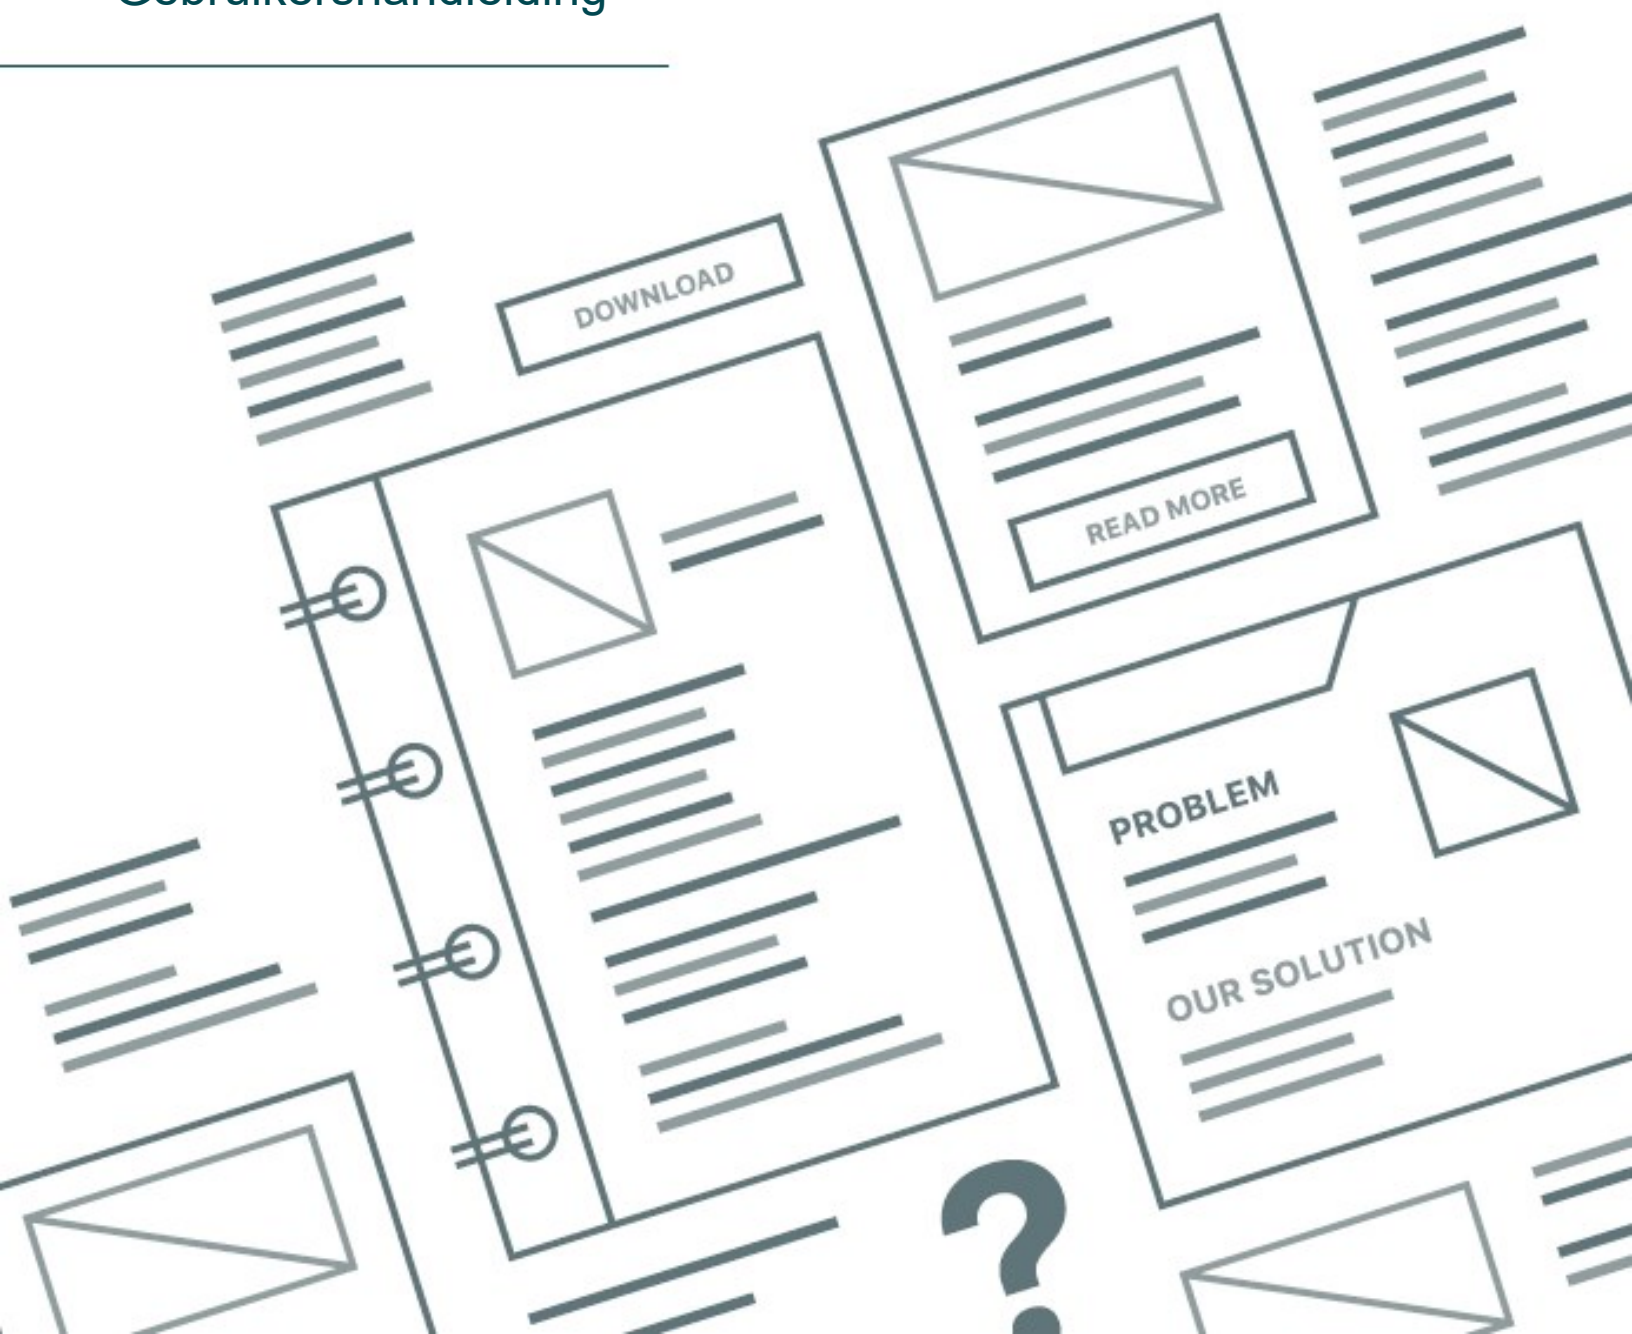 Gebruikershandleiding
DOWNLOAD
READ MORE
PROBLEM
OUR SOLUTION
?